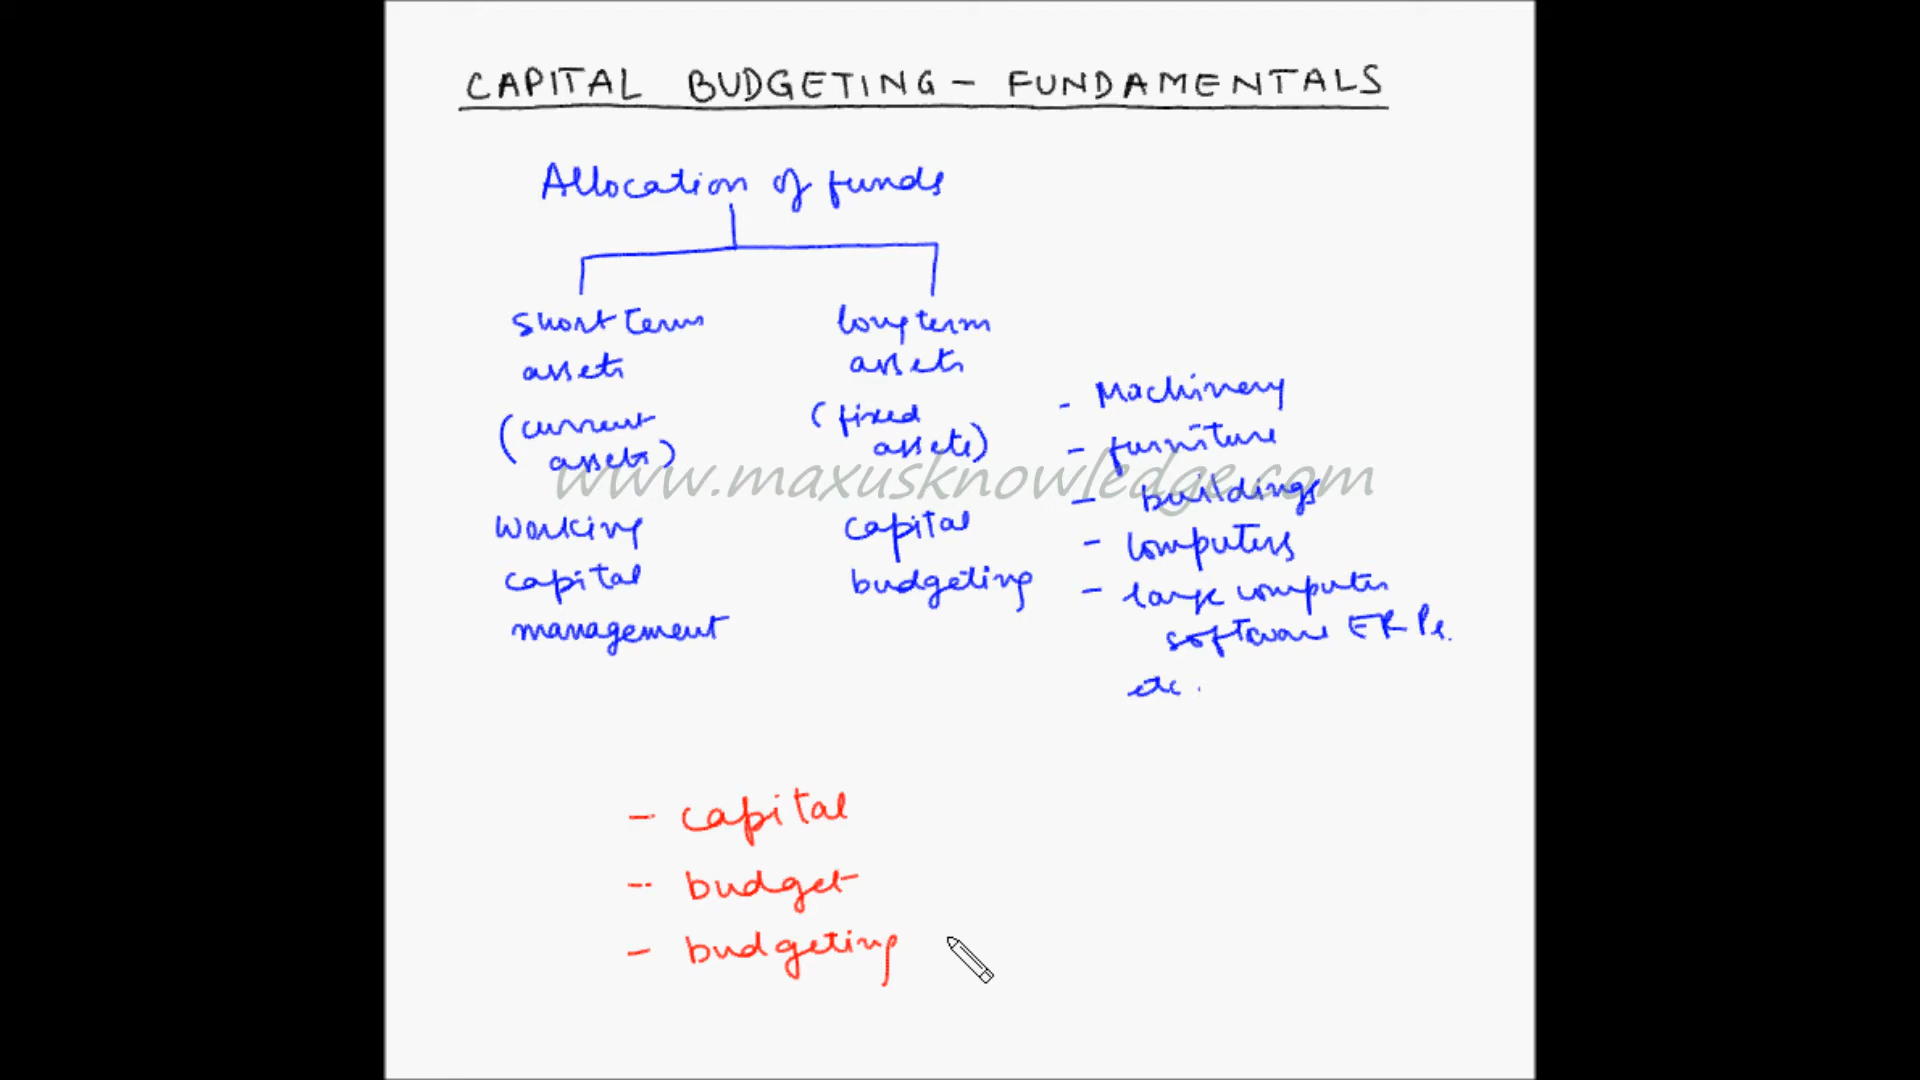 CAPITAL BUDGETING - FUNDAMENTALS
Allocation of funds
Short term
assets
(current
assets)
Working
capital
management
long term
assets
(fixed
assets)
capital
budgeting
- Machinery
- furniture
- buildings
- computers
- large computer
software ERPs.
etc.
www.maxusknowledge.com
- capital
- budget
- budgeting